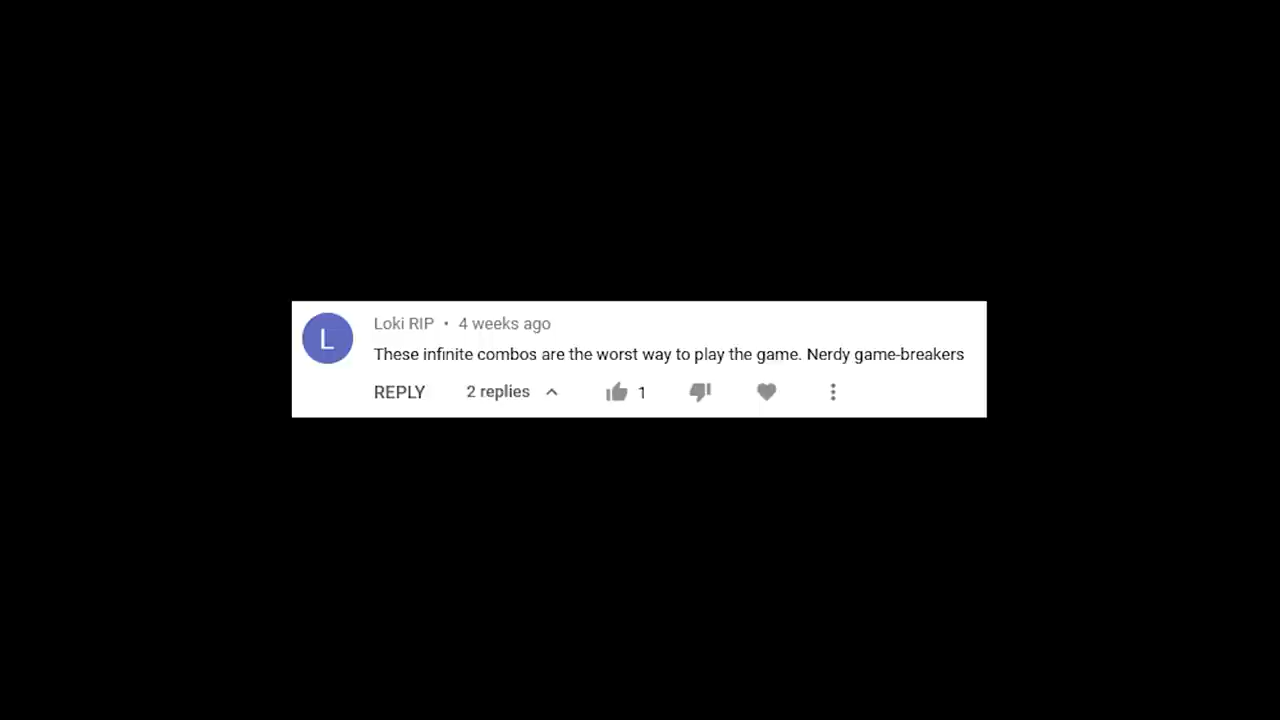 L
Loki RIP • 4 weeks ago
These infinite combos are the worst way to play the game. Nerdy game-breakers
REPLY 2 replies 1